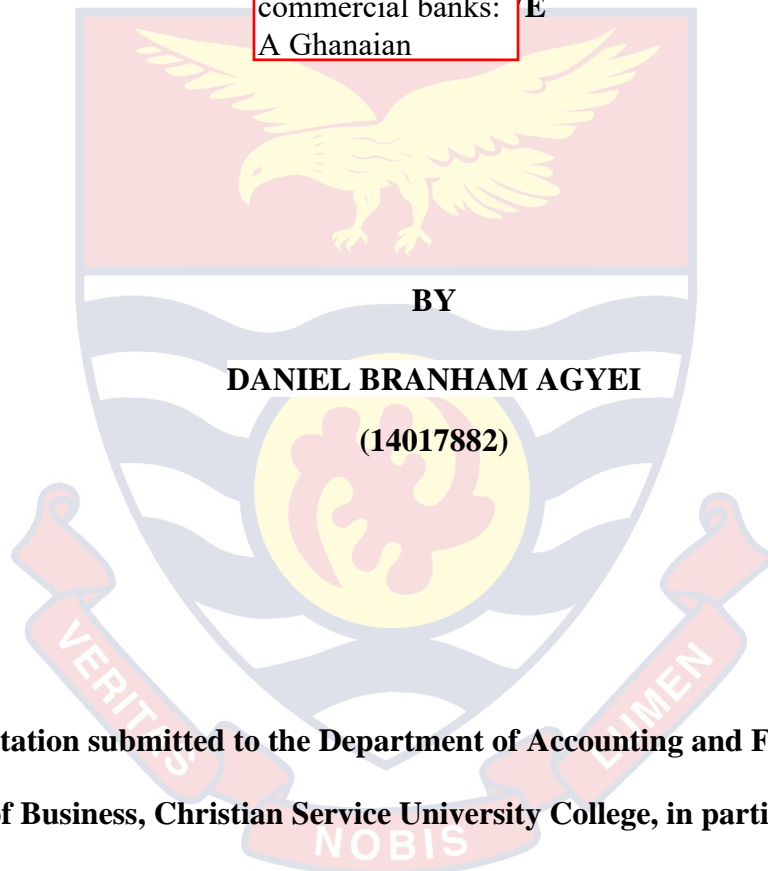 commercial banks: YE
A Ghanaian
BY
DANIEL BRANHAM AGYEI
(14017882)
VERITAS
LUMEN
tation submitted to the Department of Accounting and F
f Business, Christian Service University College, in parti
NOBIS